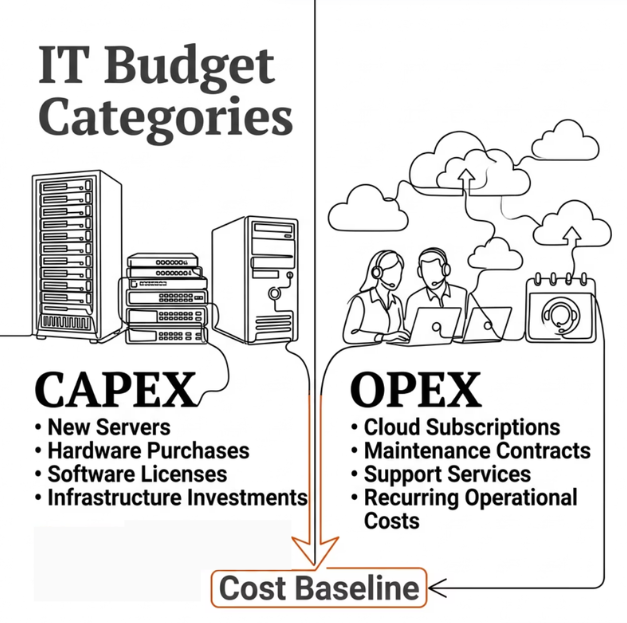 IT Budget
Categories
CAPEX
• New Servers
• Hardware Purchases
• Software Licenses
• Infrastructure Investments
OPEX
• Cloud Subscriptions
• Maintenance Contracts
• Support Services
• Recurring Operational
Costs
Cost Baseline